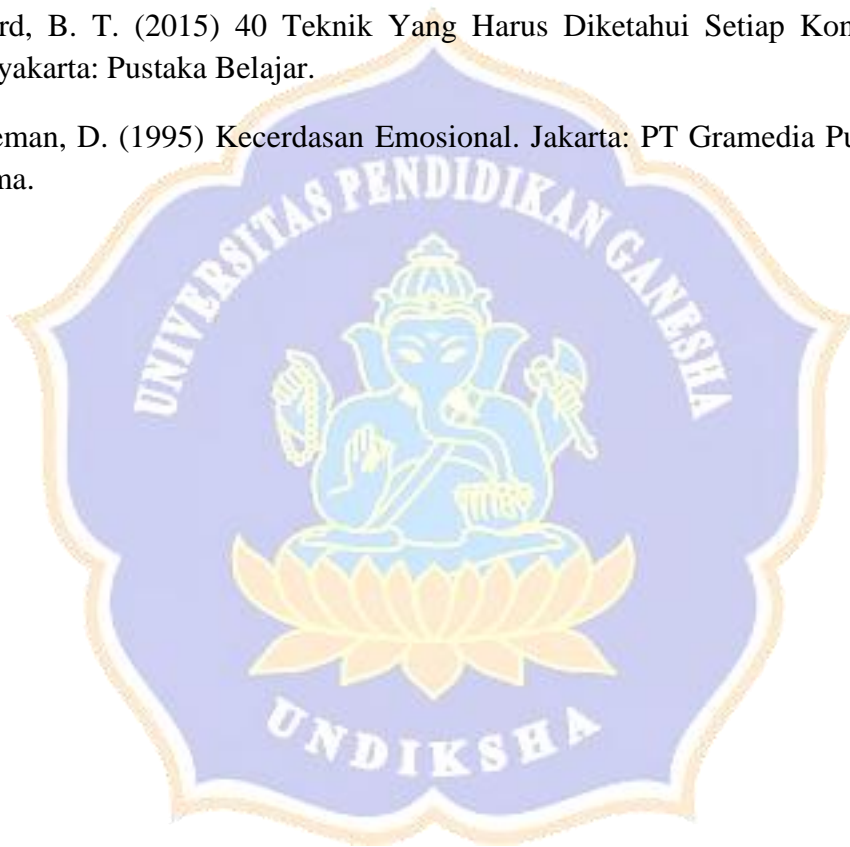 rd, B. T. (2015) 40 Teknik Yang Harus Diketahui Setiap Kon
yakarta: Pustaka Belajar.
eman, D. (1995) Kecerdasan Emosional. Jakarta: PT Gramedia Pu
ma.
UNIVERSITAS PENDIDIKAN GANESHA
UNDIKSHA